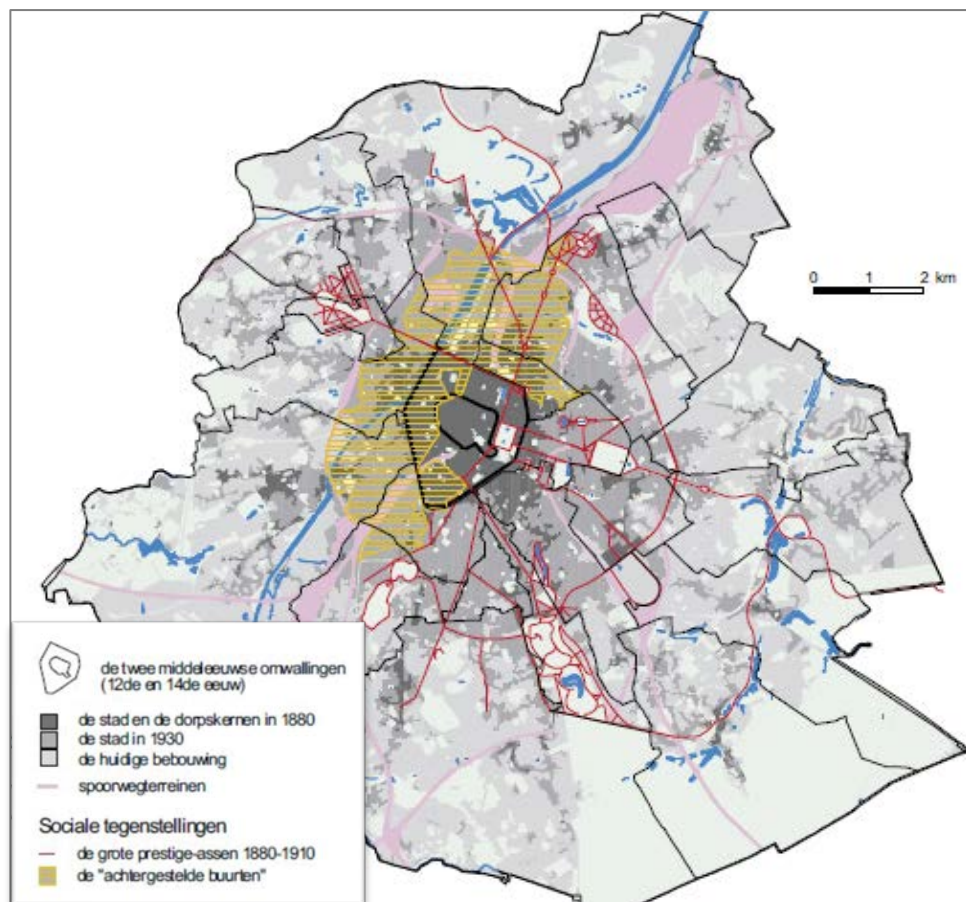 0 1 2 km
de twee middeleeuwse omwallingen
(12de en 14de eeuw)
de stad en de dorpskernen in 1880
de stad in 1930
de huidige bebouwing
spoorwegterreinen
Sociale tegenstellingen
de grote prestige-assen 1880-1910
de "achtergestelde buurten"